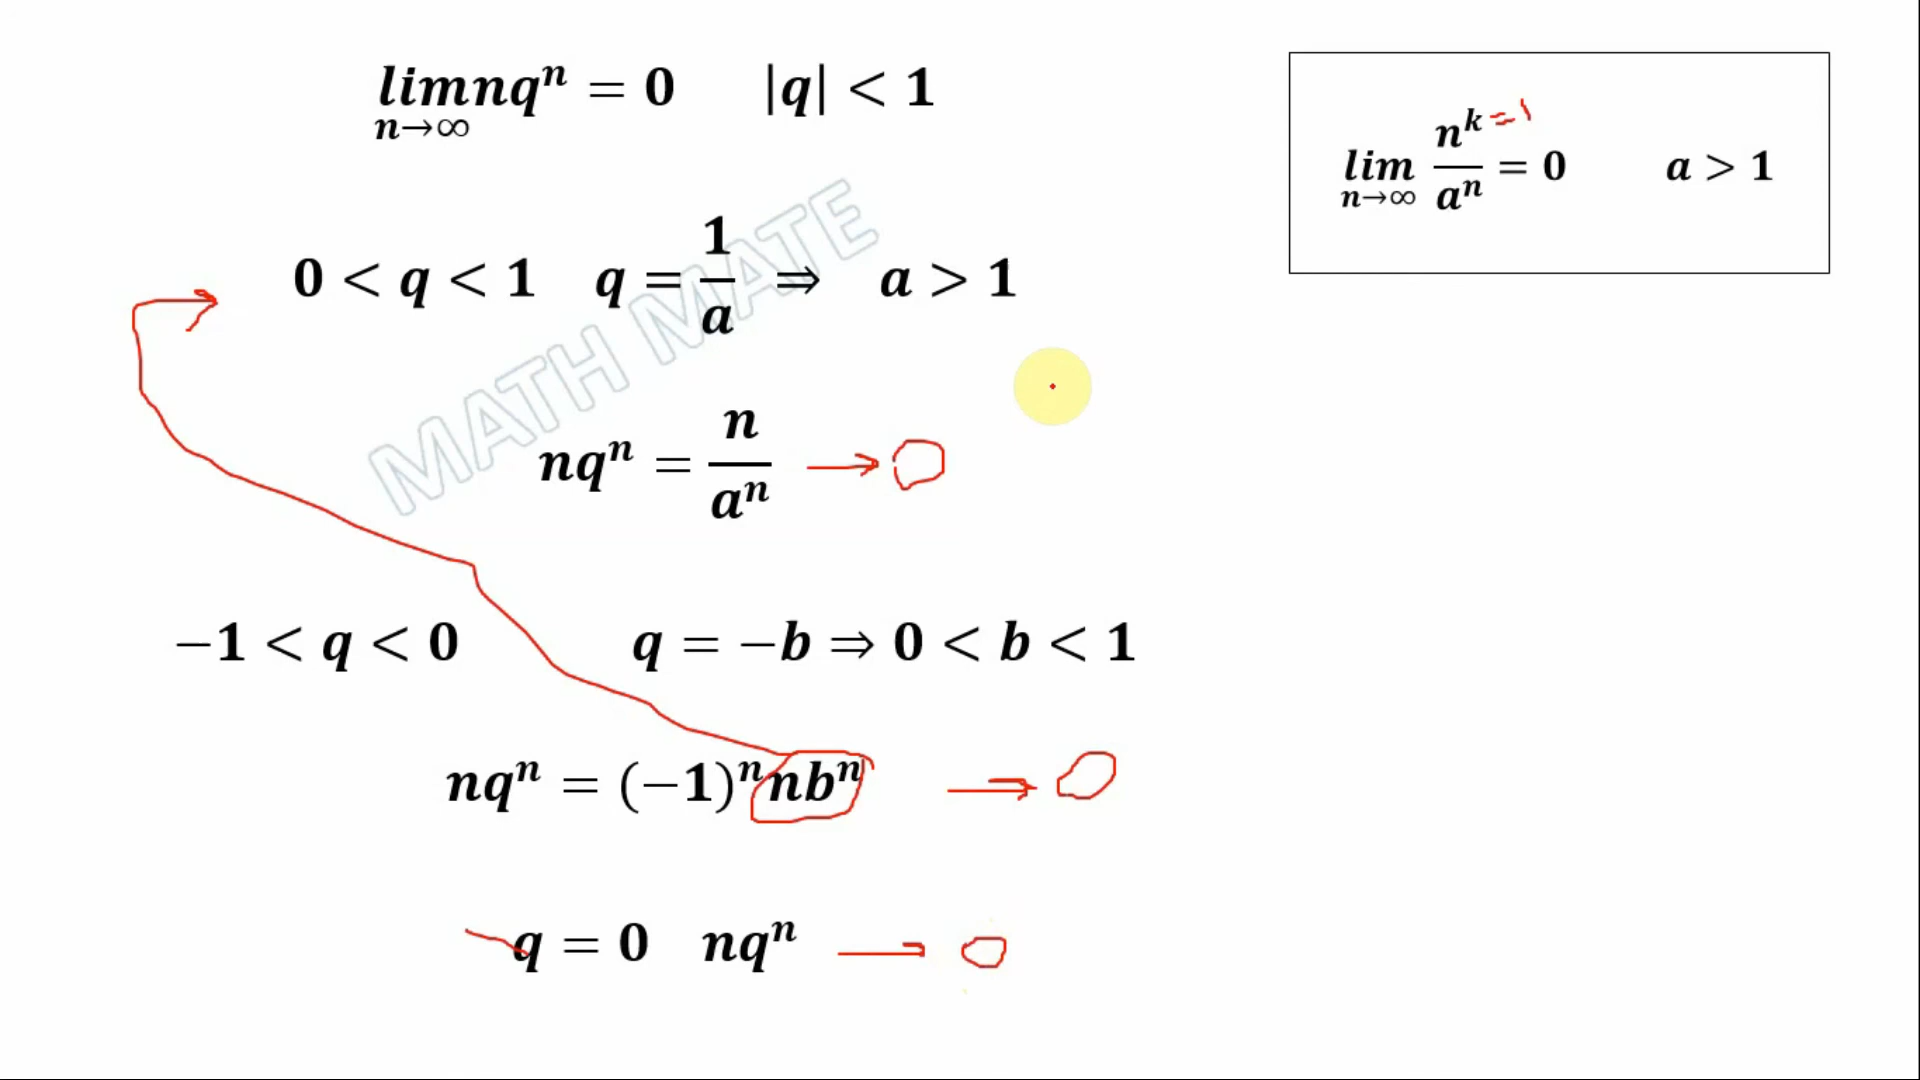 lim nqⁿ = 0    |q| < 1
n→∞
lim nᵏ/aⁿ = 0    a > 1
n→∞
= 1
0 < q < 1    q = 1/a ⇒ a > 1
MATH MATE
nqⁿ = n/aⁿ → 0
−1 < q < 0    q = −b ⇒ 0 < b < 1
nqⁿ = (−1)ⁿnbⁿ → 0
q = 0    nqⁿ → 0